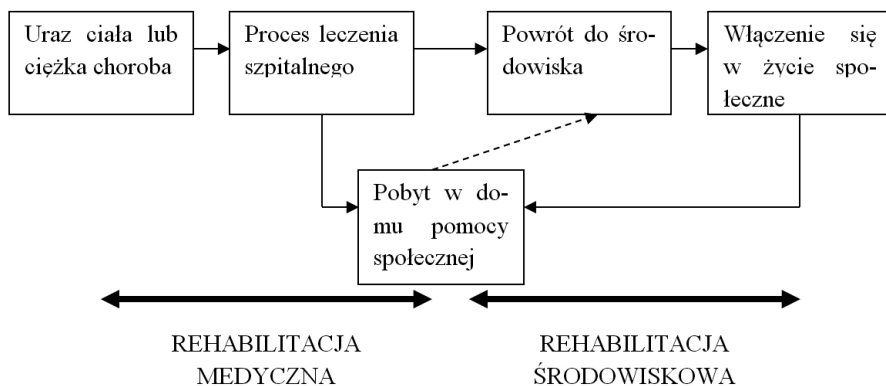 Uraz ciała lub
ciężka choroba
Proces leczenia
szpitalnego
Powrót do śro-
dowiska
Włączenie się
w życie spo-
łeczne
Pobyt w do-
mu pomocy
społecznej
REHABILITACJA
MEDYCZNA
REHABILITACJA
ŚRODOWISKOWA